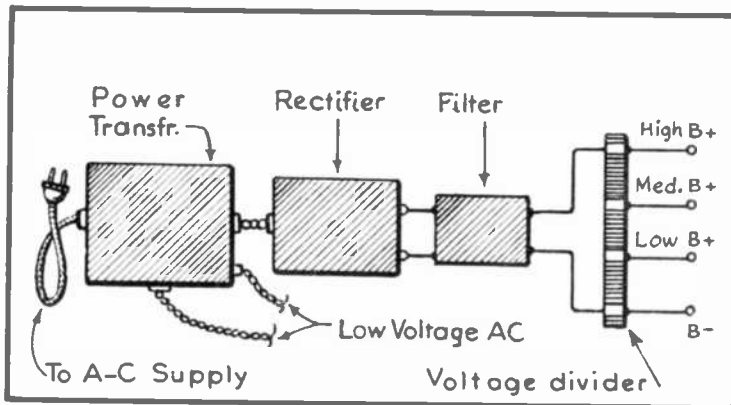 Power
Transfr.
Rectifier
Filter
High B+
Med. B+
Low B+
B-
Low Voltage AC
To A-C Supply
Voltage divider